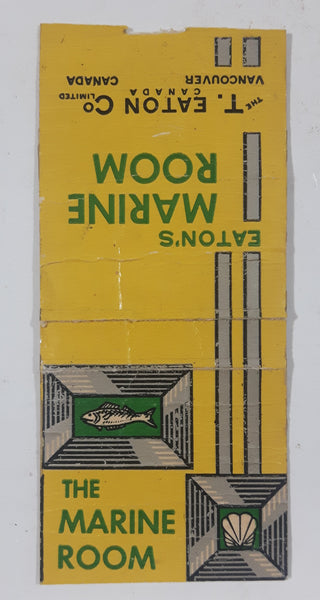 THE T. EATON CO LIMITED
CANADA
VANCOUVER CANADA
EATON'S
MARINE
ROOM
THE
MARINE
ROOM